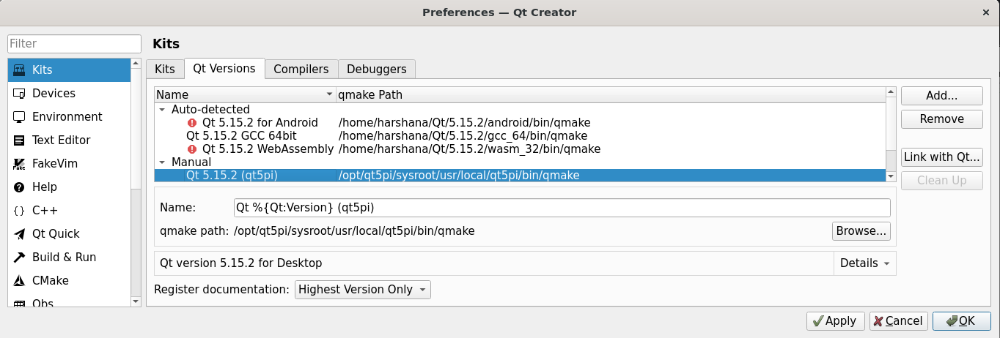 Preferences — Qt Creator
Filter
Kits
Devices
Environment
Text Editor
FakeVim
Help
C++
Qt Quick
Build & Run
CMake
Qbs
Kits
Kits Qt Versions Compilers Debuggers
Name qmake Path
Auto-detected
Qt 5.15.2 for Android /home/harshana/Qt/5.15.2/android/bin/qmake
Qt 5.15.2 GCC 64bit /home/harshana/Qt/5.15.2/gcc_64/bin/qmake
Qt 5.15.2 WebAssembly /home/harshana/Qt/5.15.2/wasm_32/bin/qmake
Manual
Qt 5.15.2 (qt5pi) /opt/qt5pi/sysroot/usr/local/qt5pi/bin/qmake
Add...
Remove
Link with Qt...
Clean Up
Name: Qt %{Qt:Version} (qt5pi)
qmake path: /opt/qt5pi/sysroot/usr/local/qt5pi/bin/qmake Browse...
Qt version 5.15.2 for Desktop Details
Register documentation: Highest Version Only
Apply Cancel OK